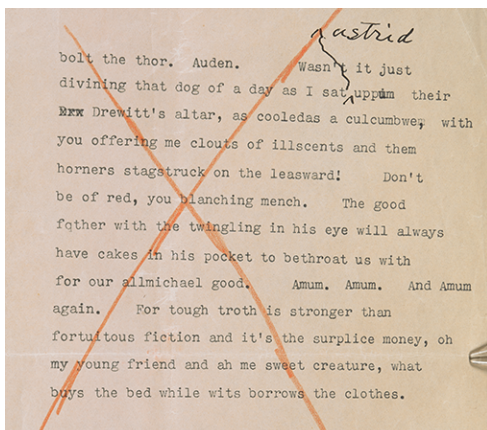 astrid
bolt the thor. Auden. Wasn't it just
divining that dog of a day as I sat uppum their
Drewitt's altar, as cooledas a culcumbwer, with
you offering me clouts of illscents and them
horners stagstruck on the leasward! Don't
be of red, you blanching mench. The good
fqther with the twingling in his eye will always
have cakes in his pocket to bethroat us with
for our allmichael good. Amum. Amum. And Amum
again. For tough troth is stronger than
fortuitous fiction and it's the surplice money, oh
my young friend and ah me sweet creature, what
buys the bed while wits borrows the clothes.